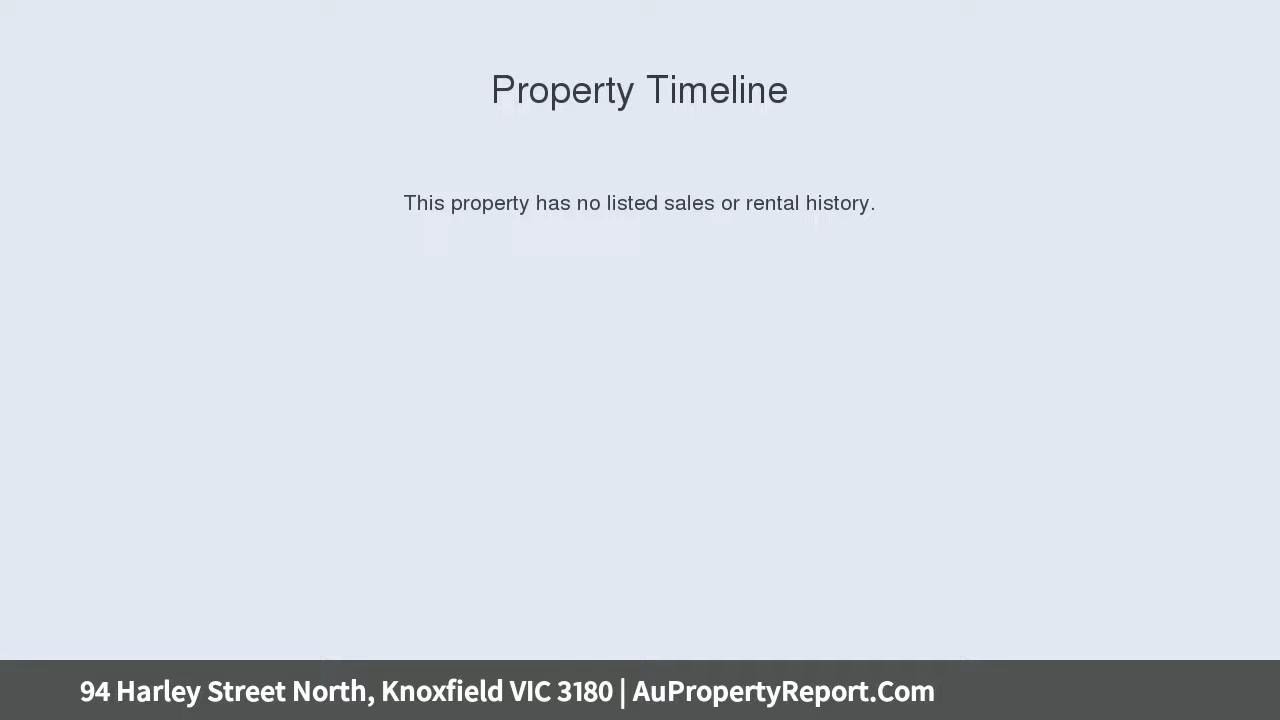 Property Timeline
This property has no listed sales or rental history.
94 Harley Street North, Knoxfield VIC 3180 | AuPropertyReport.Com